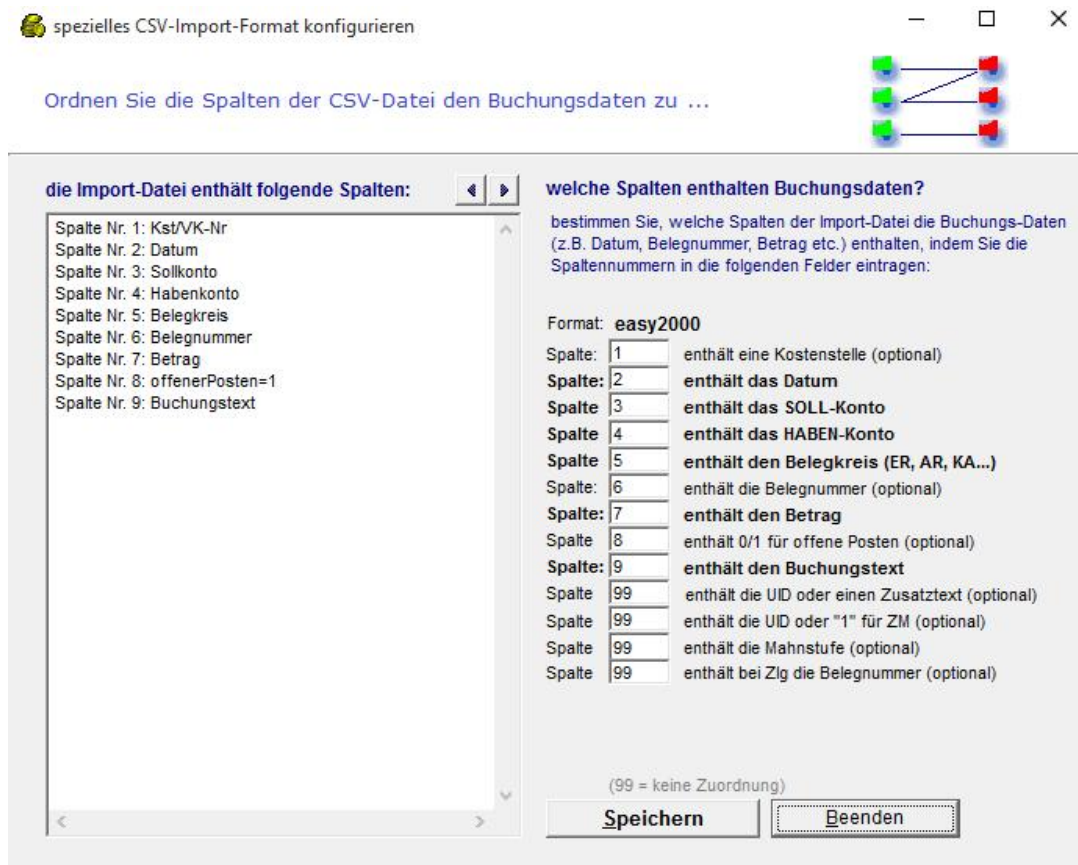 spezielles CSV-Import-Format konfigurieren
Ordnen Sie die Spalten der CSV-Datei den Buchungsdaten zu ...
die Import-Datei enthält folgende Spalten:
Spalte Nr. 1: Kst/VK-Nr
Spalte Nr. 2: Datum
Spalte Nr. 3: Sollkonto
Spalte Nr. 4: Habenkonto
Spalte Nr. 5: Belegkreis
Spalte Nr. 6: Belegnummer
Spalte Nr. 7: Betrag
Spalte Nr. 8: offenerPosten=1
Spalte Nr. 9: Buchungstext
welche Spalten enthalten Buchungsdaten?
bestimmen Sie, welche Spalten der Import-Datei die Buchungs-Daten
(z.B. Datum, Belegnummer, Betrag etc.) enthalten, indem Sie die
Spaltennummern in die folgenden Felder eintragen:
Format: easy2000
Spalte: 1 enthält eine Kostenstelle (optional)
Spalte: 2 enthält das Datum
Spalte 3 enthält das SOLL-Konto
Spalte 4 enthält das HABEN-Konto
Spalte 5 enthält den Belegkreis (ER, AR, KA...)
Spalte: 6 enthält die Belegnummer (optional)
Spalte: 7 enthält den Betrag
Spalte 8 enthält 0/1 für offene Posten (optional)
Spalte: 9 enthält den Buchungstext
Spalte 99 enthält die UID oder einen Zusatztext (optional)
Spalte 99 enthält die UID oder "1" für ZM (optional)
Spalte 99 enthält die Mahnstufe (optional)
Spalte 99 enthält bei Zlg die Belegnummer (optional)
(99 = keine Zuordnung)
Speichern Beenden